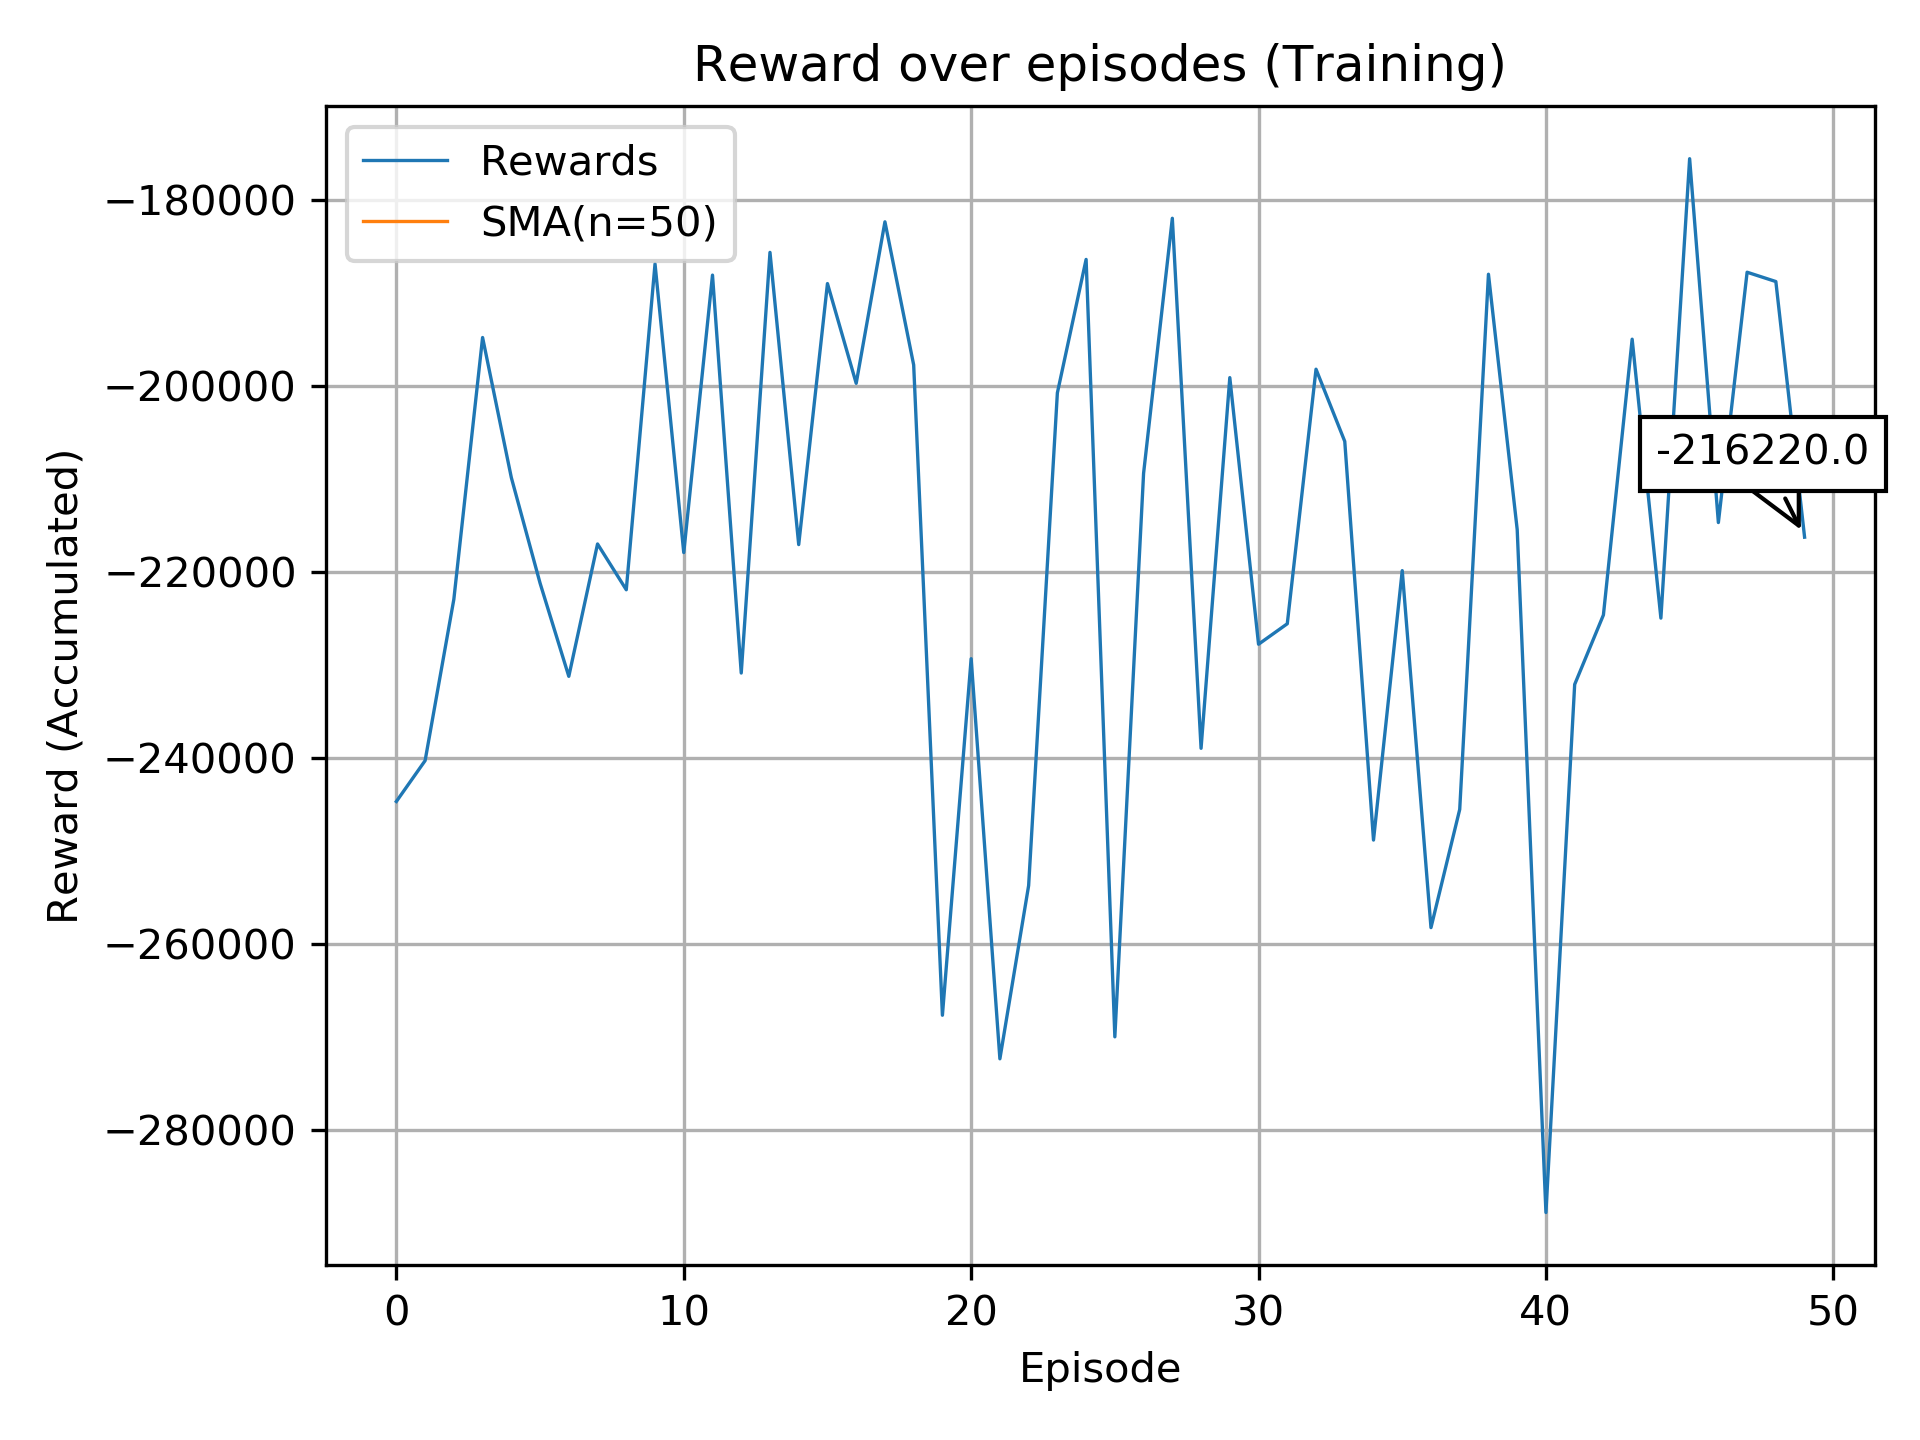 Reward over episodes (Training)
Rewards
SMA(n=50)
−180000
−200000
−220000
−240000
−260000
−280000
Reward (Accumulated)
-216220.0
0 10 20 30 40 50
Episode